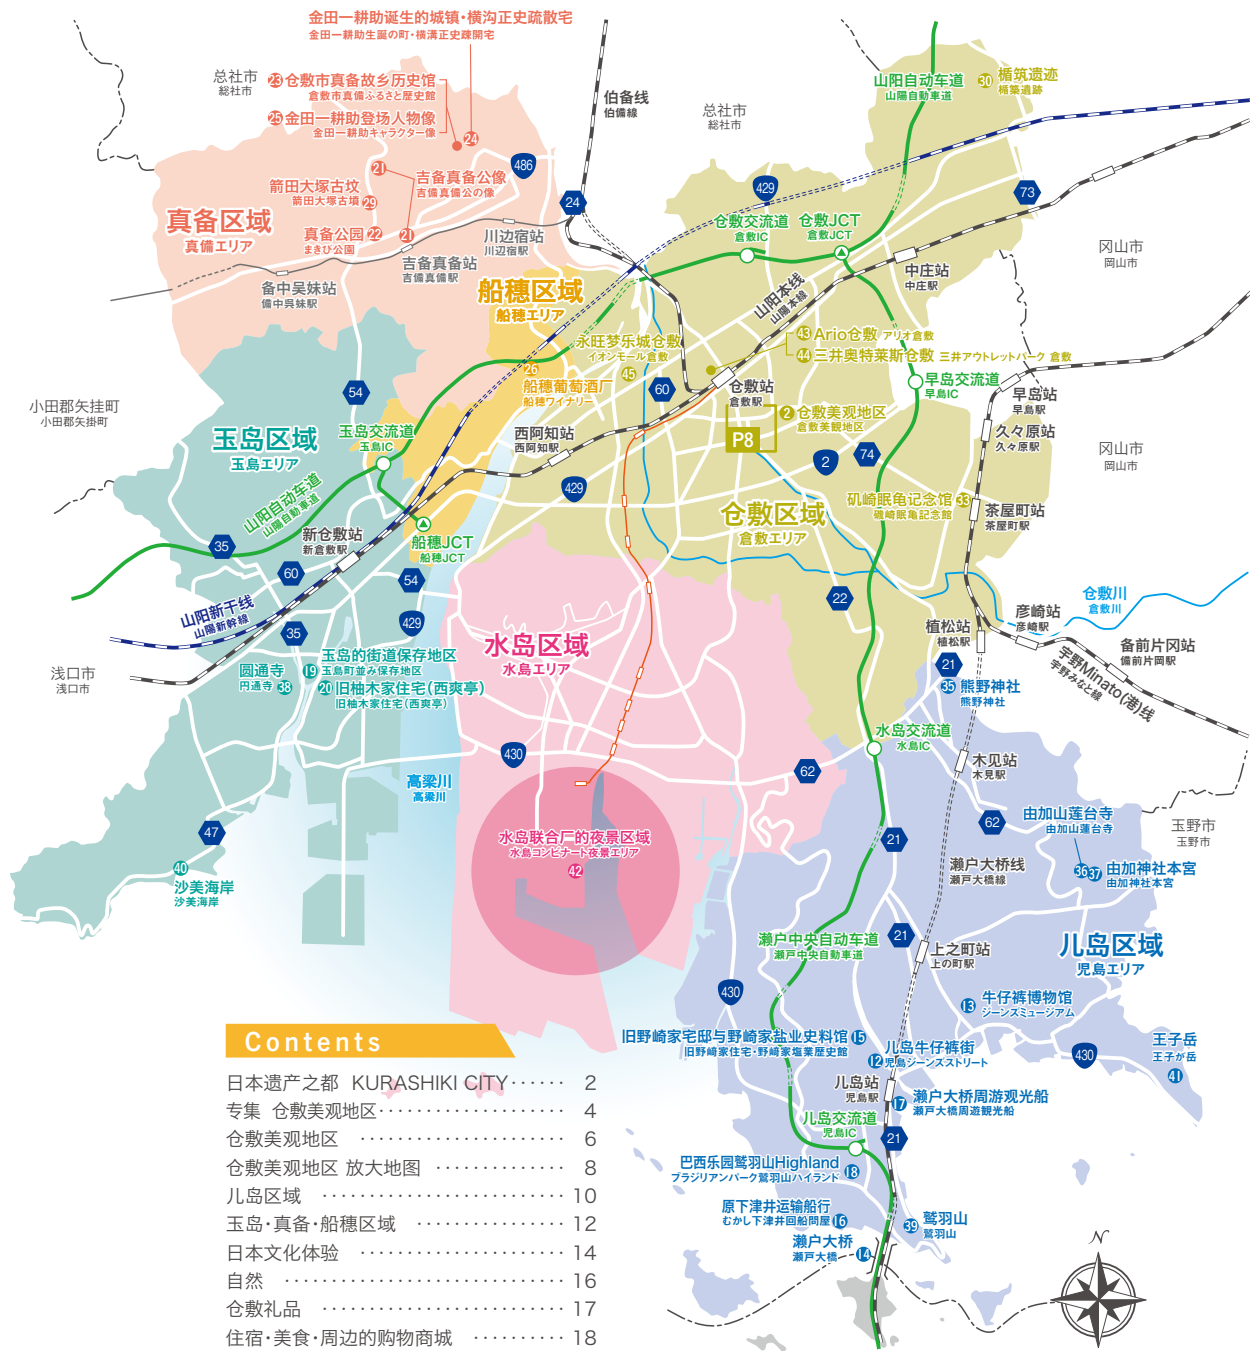 金田一耕助诞生的城镇・横沟正史疏散宅
金田一耕助生誕の町・横溝正史疎開宅
总社市
総社市
23 仓敷市真备故乡历史馆
倉敷市真備ふるさと歴史館
25 金田一耕助登场人物像
金田一耕助キャラクター像
24
伯备线
伯備線
总社市
総社市
山阳自动车道
山陽自動車道
30 楯筑遗迹
楯築遺跡
486
21
吉备真备公像
吉備真備公の像
箭田大塚古坟
箭田大塚古墳
29
24
429
73
真备区域
真備エリア
真备公园
まきび公園
22
21
川边宿站
川辺宿駅
吉备真备站
吉備真備駅
备中吴妹站
備中呉妹駅
仓敷交流道
倉敷IC
仓敷JCT
倉敷JCT
中庄站
中庄駅
冈山市
岡山市
船穗区域
船穂エリア
山阳本线
山陽本線
永旺梦乐城仓敷
イオンモール倉敷
45
43 Ario仓敷 アリオ倉敷
44 三井奥特莱斯仓敷 三井アウトレットパーク 倉敷
26
船穗葡萄酒厂
船穂ワイナリー
60
仓敷站
倉敷駅
早岛交流道
早島IC
早岛站
早島駅
54
小田郡矢挂町
小田郡矢掛町
2 仓敷美观地区
倉敷美観地区
P8
久々原站
久々原駅
冈山市
岡山市
玉岛区域
玉島エリア
玉岛交流道
玉島IC
西阿知站
西阿知駅
2
74
429
矶崎眠龟记念馆
磯崎眠亀記念館
33
茶屋町站
茶屋町駅
仓敷区域
倉敷エリア
山阳自动车道
山陽自動車道
新仓敷站
新倉敷駅
船穗JCT
船穂JCT
35
60
54
22
仓敷川
倉敷川
山阳新干线
山陽新幹線
35
429
植松站
植松駅
彦崎站
彦崎駅
备前片冈站
備前片岡駅
宇野Minato(港)线
宇野みなと線
浅口市
浅口市
水岛区域
水島エリア
圆通寺
円通寺 38
19 玉岛的街道保存地区
玉島町並み保存地区
20 旧柚木家住宅(西爽亭)
旧柚木家住宅(西爽亭)
21
35 熊野神社
熊野神社
水岛交流道
水島IC
木见站
木見駅
430
62
高梁川
高梁川
47
40
沙美海岸
沙美海岸
水岛联合厂的夜景区域
水島コンビナート夜景エリア
42
62
由加山莲台寺
由加山蓮台寺
玉野市
玉野市
21
濑户大桥线
瀬戸大橋線
36 37 由加神社本宫
由加神社本宮
濑户中央自动车道
瀬戸中央自動車道
21
上之町站
上の町駅
儿岛区域
児島エリア
430
13 牛仔裤博物馆
ジーンズミュージアム
旧野崎家宅邸与野崎家盐业史料馆 15
旧野﨑家住宅・野﨑家塩業歴史館
12 儿岛牛仔裤街
児島ジーンズストリート
430
王子岳
王子が岳
41
儿岛站
児島駅
17 濑户大桥周游观光船
瀬戸大橋周遊観光船
儿岛交流道
児島IC
21
巴西乐园鹫羽山Highland
ブラジリアンパーク鷲羽山ハイランド
18
原下津井运输船行
むかし下津井回船問屋
16
39 鹫羽山
鷲羽山
濑户大桥
瀬戸大橋
14
N
Contents
日本遗产之都 KURASHIKI CITY ······ 2
专集 仓敷美观地区 ···················· 4
仓敷美观地区 ······················ 6
仓敷美观地区 放大地图 ·············· 8
儿岛区域 ·························· 10
玉岛・真备・船穗区域 ················ 12
日本文化体验 ······················ 14
自然 ······························ 16
仓敷礼品 ·························· 17
住宿・美食・周边的购物商城 ·········· 18